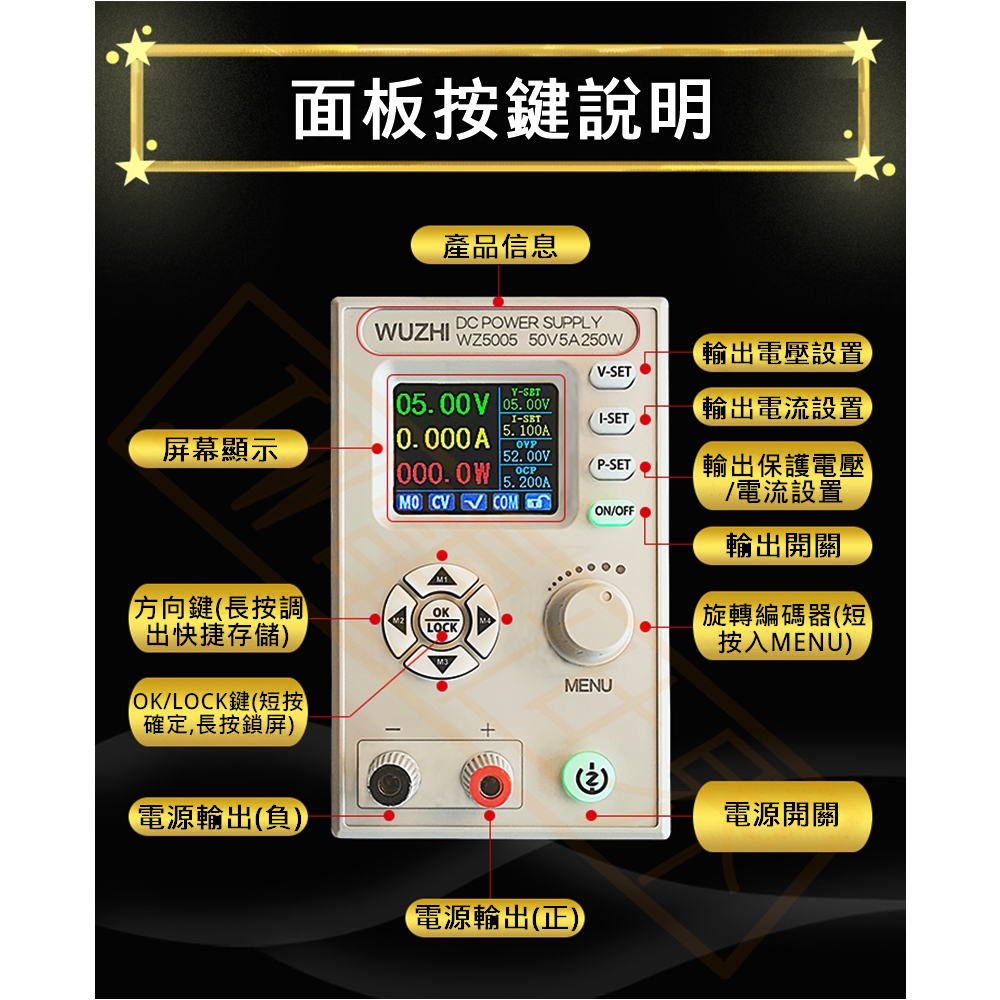 面板按鍵說明
產品信息
WUZHI DC POWER SUPPLY
WZ5005 50V5A250W
V-SET
輸出電壓設置
I-SET
輸出電流設置
P-SET
輸出保護電壓
/電流設置
ON/OFF
輸出開關
屏幕顯示
05.00V
0.000A
000.0W
V-SET
05.00V
I-SET
5.100A
OVP
52.00V
OCP
5.200A
M0 CV COM
方向鍵(長按調
出快捷存儲)
M1
M2
OK
LOCK
M4
M3
旋轉編碼器(短
按入MENU)
MENU
OK/LOCK鍵(短按
確定,長按鎖屏)
− +
電源輸出(負)
電源開關
電源輸出(正)